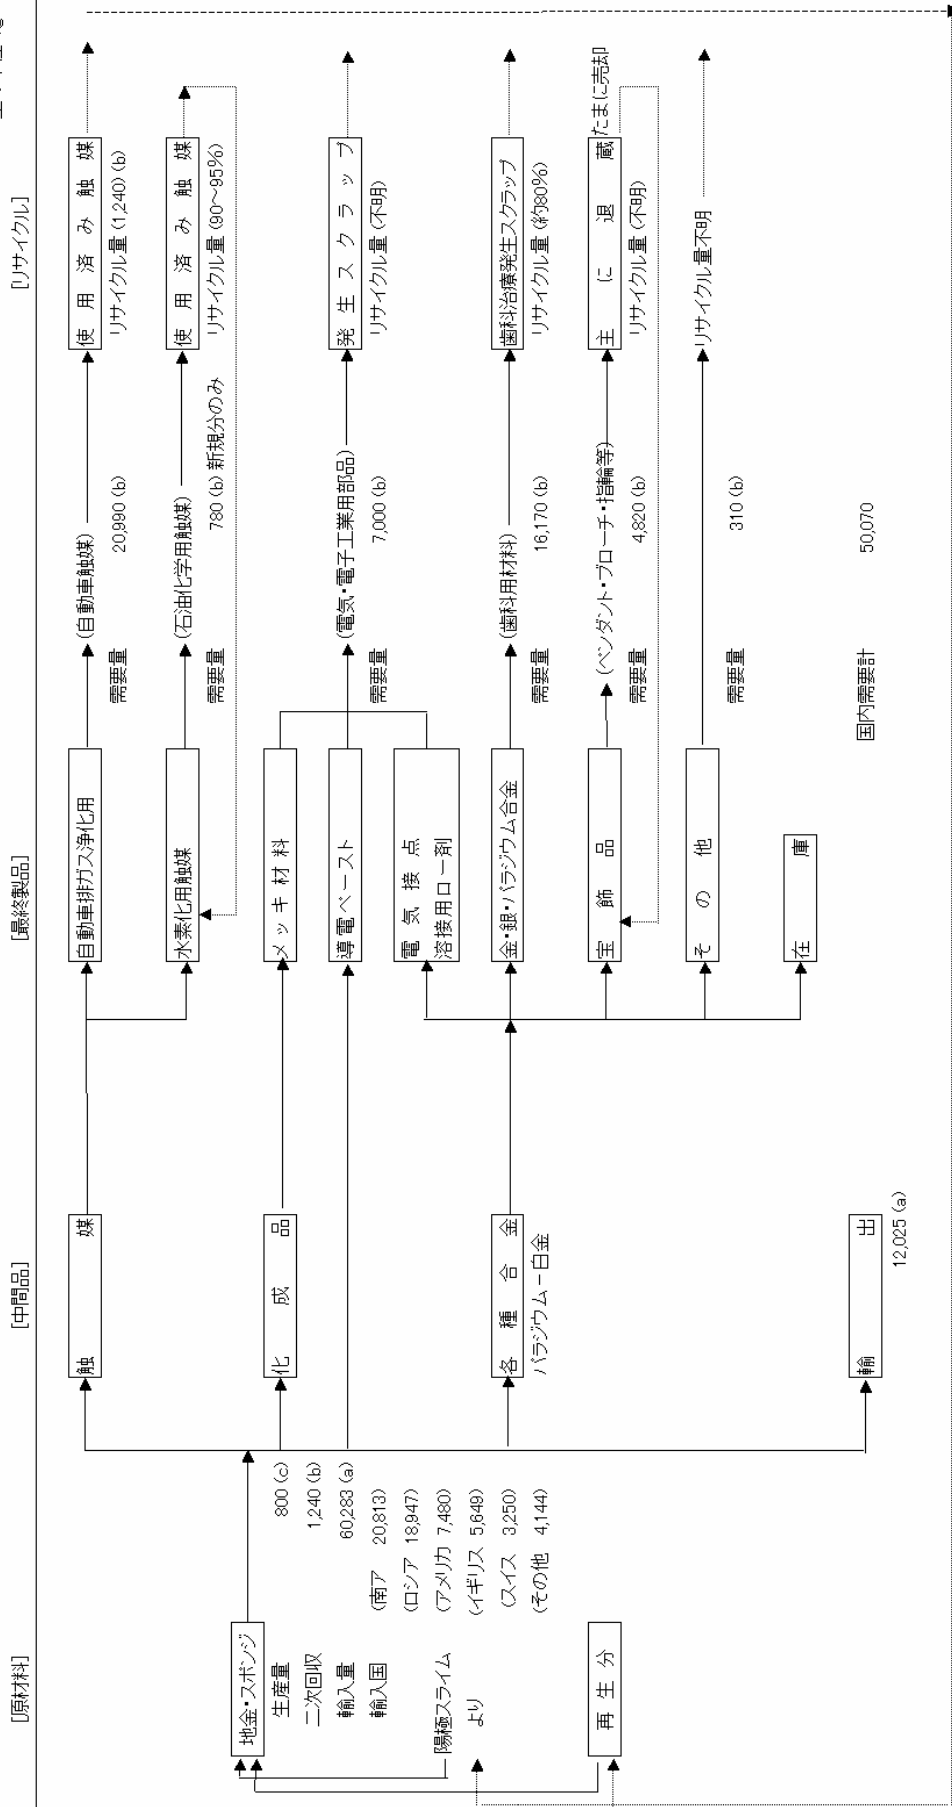 [原材料]
[中間品]
[最終製品]
[リサイクル]
地金・スポンジ
生産量 800 (c)
二次回収 1,240 (b)
輸入量 60,283 (a)
輸入国 (南ア 20,813)
(ロシア 18,947)
(アメリカ 7,480)
(イギリス 5,649)
(スイス 3,250)
(その他 4,144)
陽極スライム
より
再生分
触媒
化成品
各種合金
パラジウム－白金
輸出
12,025 (a)
自動車排ガス浄化用
水素化用触媒
メッキ材料
導電ペースト
電気接点
溶接用ロー剤
金・銀・パラジウム合金
宝飾品
その他
在庫
(自動車触媒)
需要量 20,990 (b)
(石油化学用触媒)
需要量 780 (b) 新規分のみ
(電気・電子工業用部品)
需要量 7,000 (b)
(歯科用材料)
需要量 16,170 (b)
(ペンダント・ブローチ・指輪等)
需要量 4,820 (b)
需要量 310 (b)
国内需要計 50,070
使用済み触媒
リサイクル量 (1,240) (b)
使用済み触媒
リサイクル量 (90～95%)
発生スクラップ
リサイクル量 (不明)
歯科治療発生スクラップ
リサイクル量 (約80%)
主に退蔵 たまに売却
リサイクル量 (不明)
リサイクル量不明